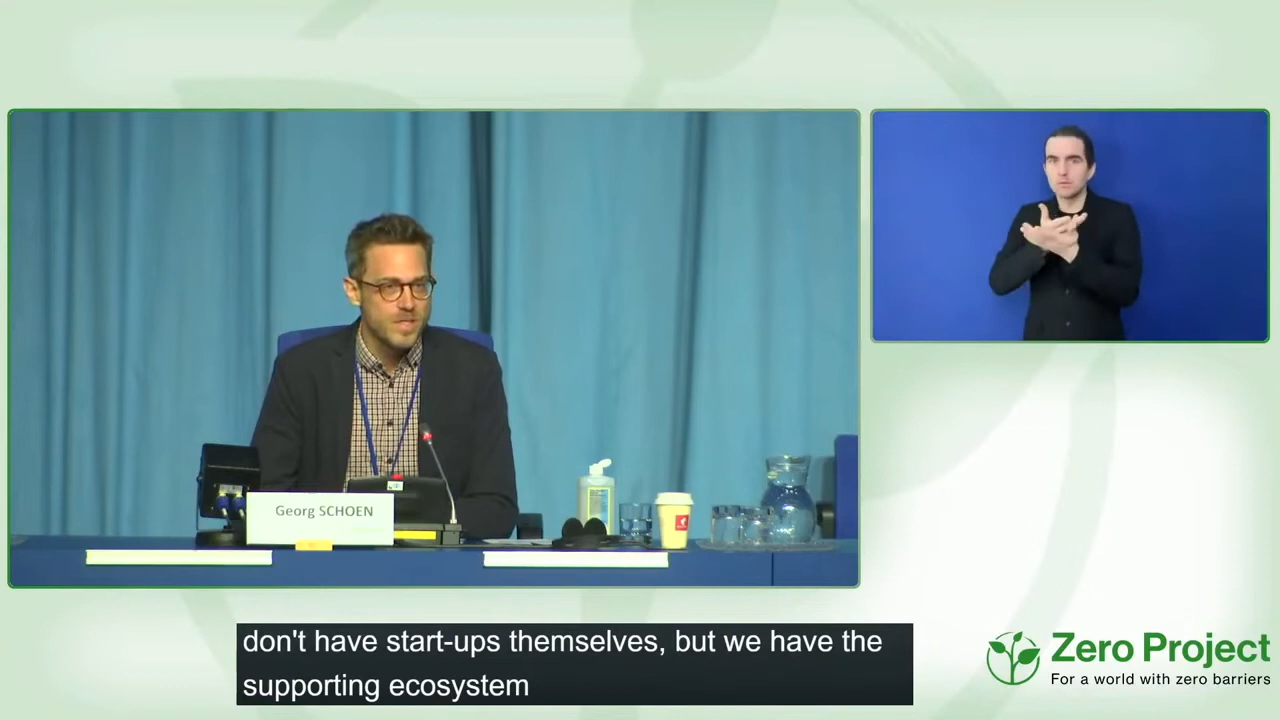 Georg SCHOEN
don't have start-ups themselves, but we have the
supporting ecosystem
Zero Project
For a world with zero barriers